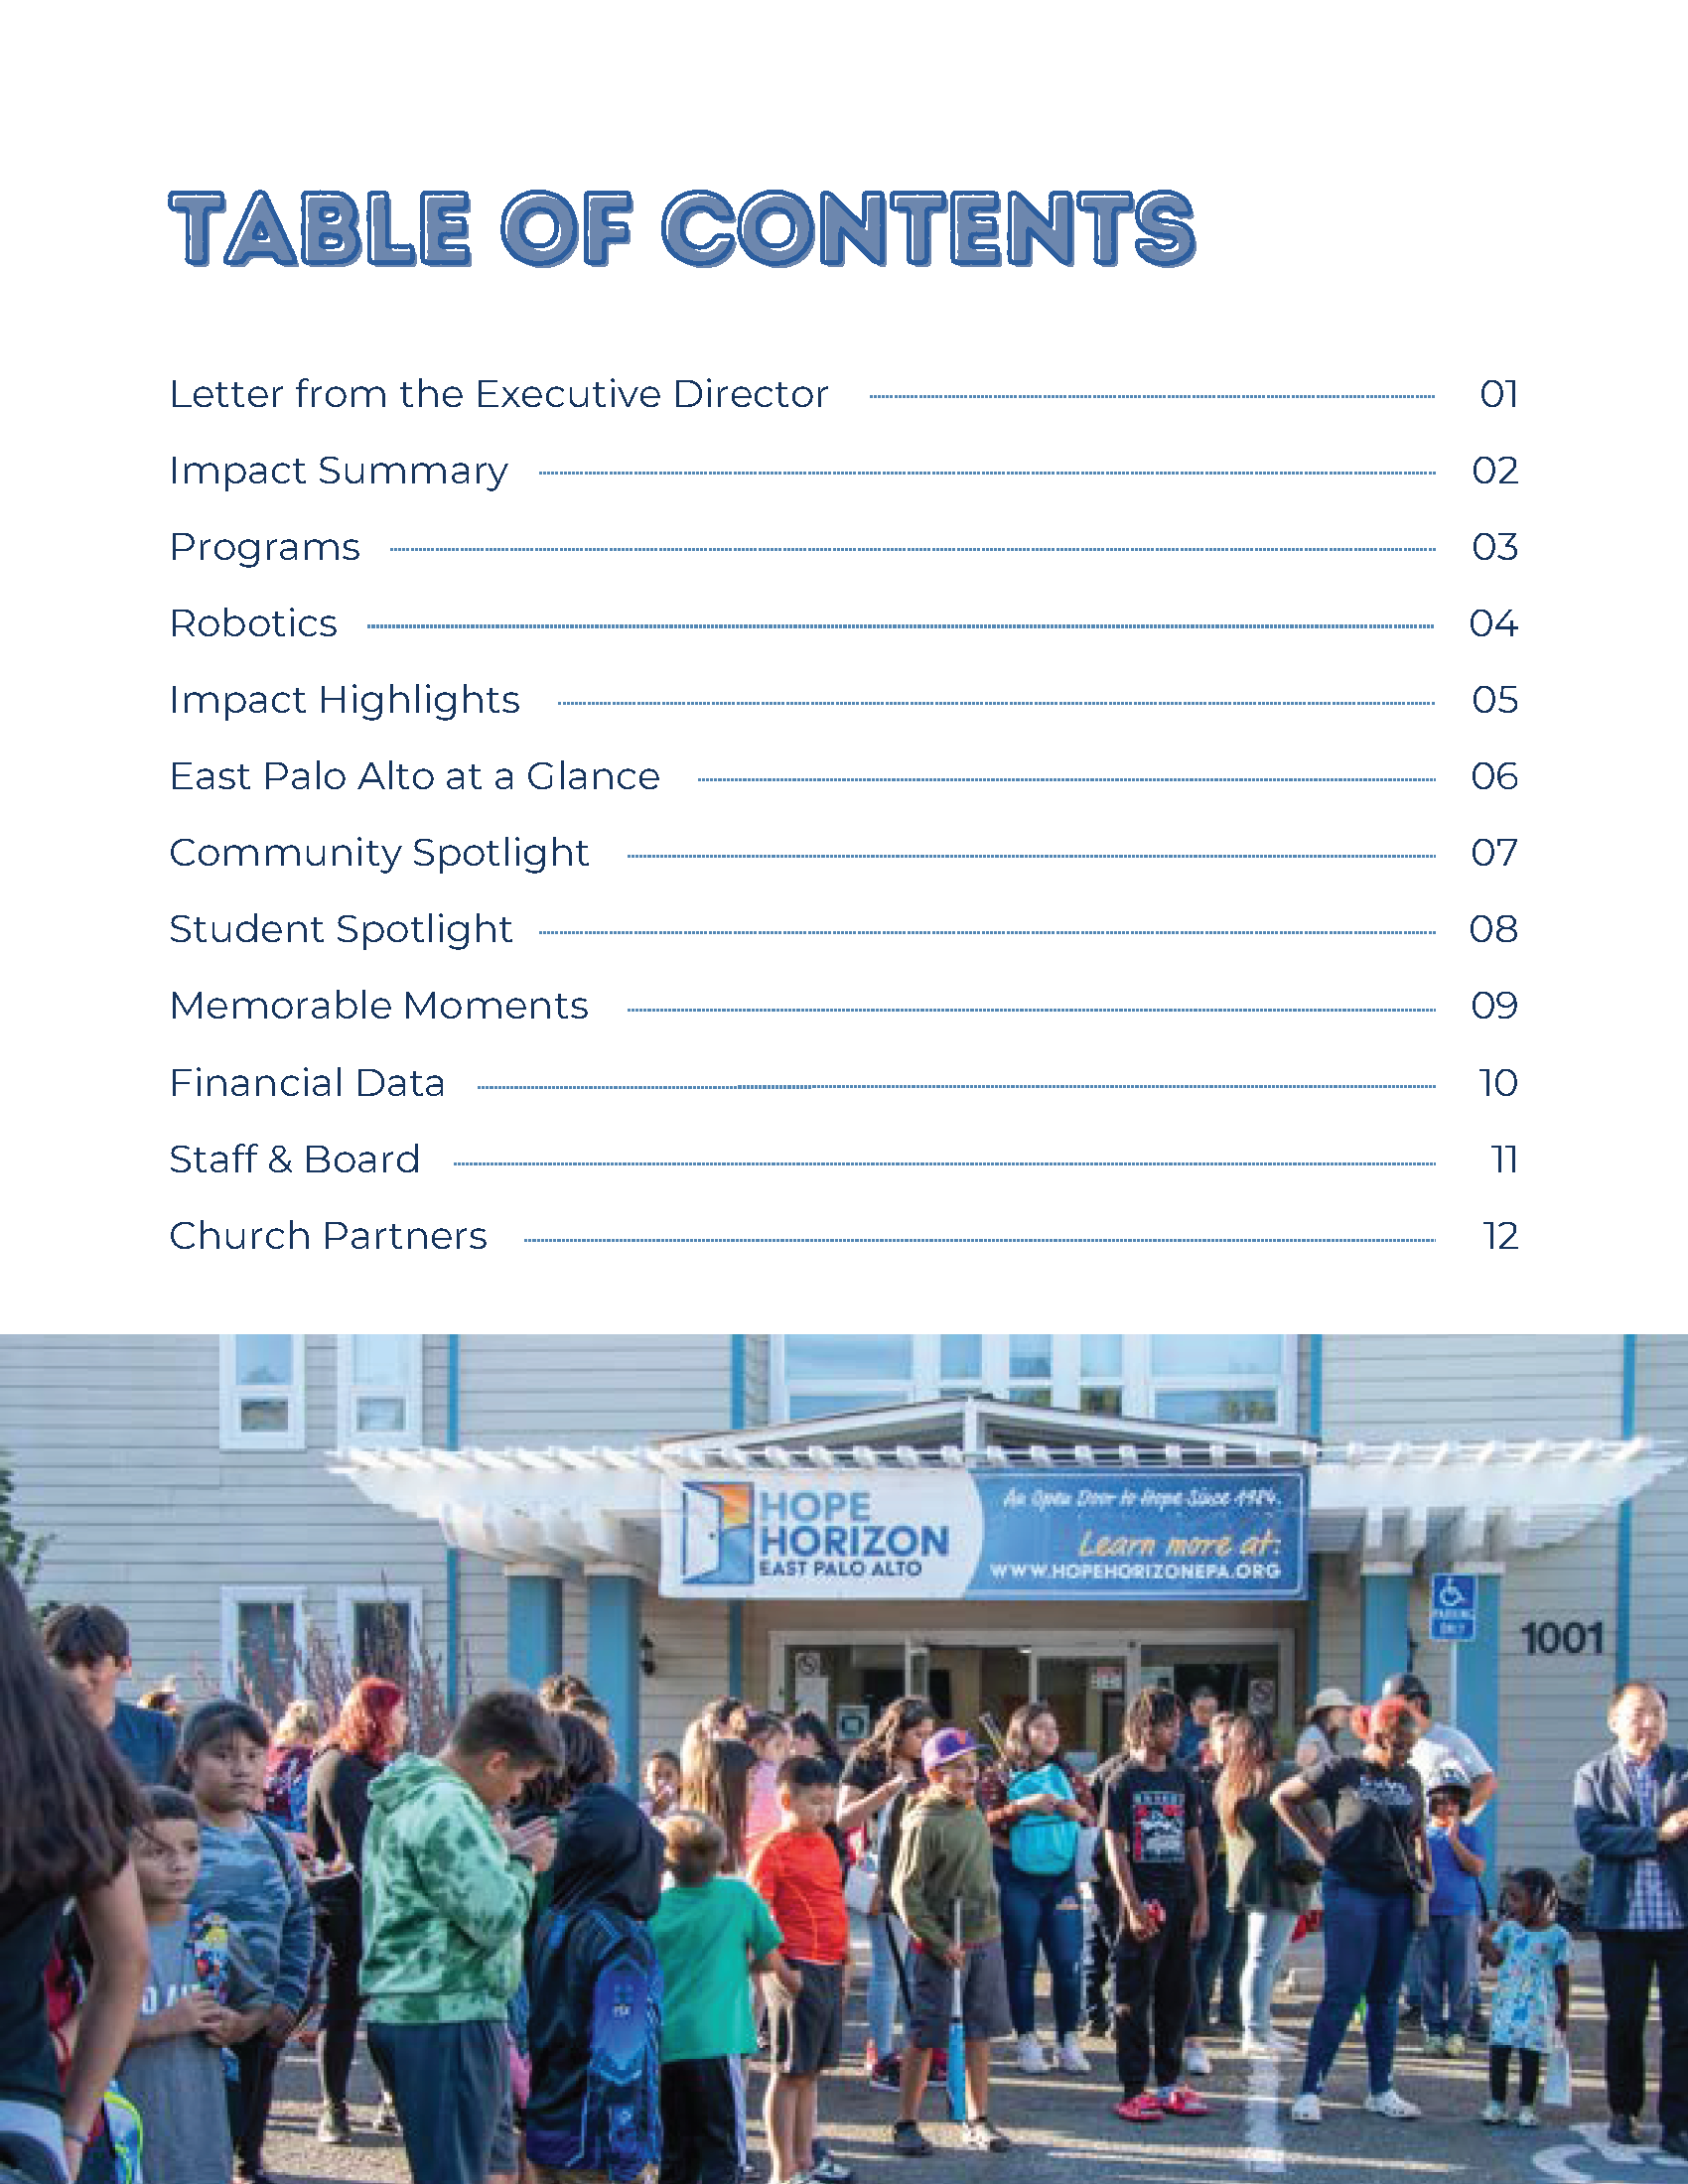 TABLE OF CONTENTS
Letter from the Executive Director 01
Impact Summary 02
Programs 03
Robotics 04
Impact Highlights 05
East Palo Alto at a Glance 06
Community Spotlight 07
Student Spotlight 08
Memorable Moments 09
Financial Data 10
Staff & Board 11
Church Partners 12
HOPE
HORIZON
EAST PALO ALTO
An Open Door to Hope Since 1984.
Learn more at:
WWW.HOPEHORIZONEPA.ORG
PARKING
ONLY
1001